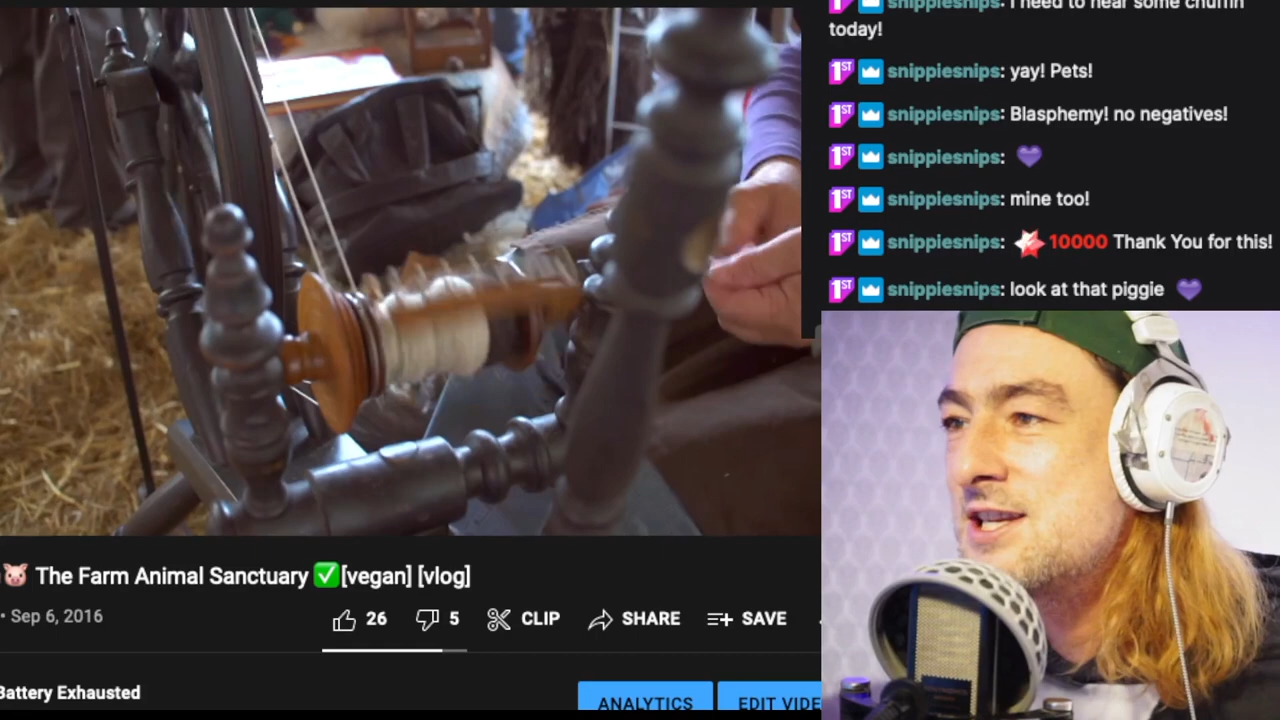 snippiesnips: I need to hear some chuffin
today!
1ST snippiesnips: yay! Pets!
1ST snippiesnips: Blasphemy! no negatives!
1ST snippiesnips: 💜
1ST snippiesnips: mine too!
1ST snippiesnips: 10000 Thank You for this!
1ST snippiesnips: look at that piggie 💜
🐷 The Farm Animal Sanctuary ✅[vegan] [vlog]
• Sep 6, 2016
26 5 CLIP SHARE SAVE
Battery Exhausted
ANALYTICS EDIT VIDE